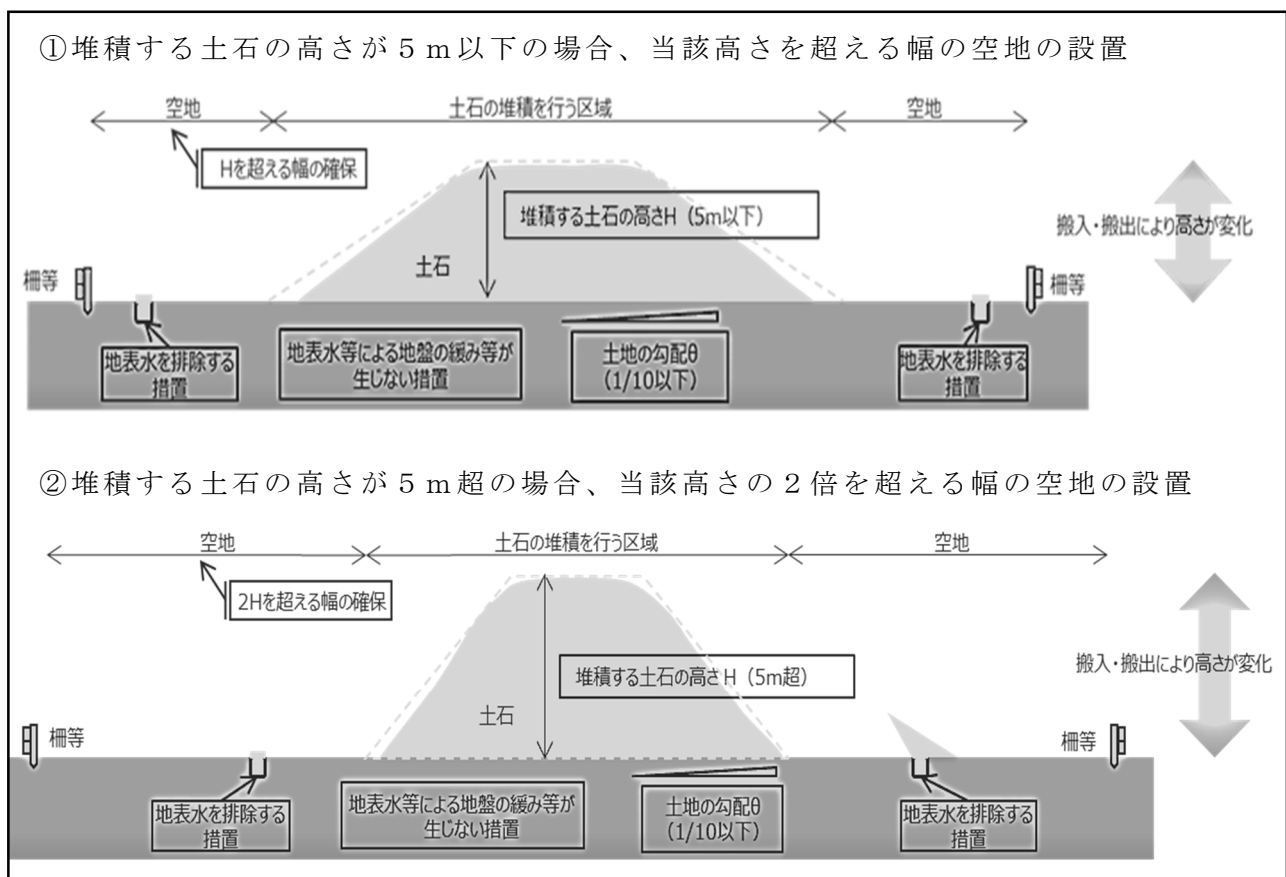 ①堆積する土石の高さが５ｍ以下の場合、当該高さを超える幅の空地の設置
空地
土石の堆積を行う区域
空地
Hを超える幅の確保
堆積する土石の高さH（5m以下）
搬入・搬出により高さが変化
土石
柵等
柵等
地表水を排除する
措置
地表水等による地盤の緩み等が
生じない措置
土地の勾配θ
(1/10以下)
地表水を排除する
措置
②堆積する土石の高さが５ｍ超の場合、当該高さの２倍を超える幅の空地の設置
空地
土石の堆積を行う区域
空地
2Hを超える幅の確保
堆積する土石の高さH（5m超）
搬入・搬出により高さが変化
土石
柵等
柵等
地表水を排除する
措置
地表水等による地盤の緩み等が
生じない措置
土地の勾配θ
(1/10以下)
地表水を排除する
措置